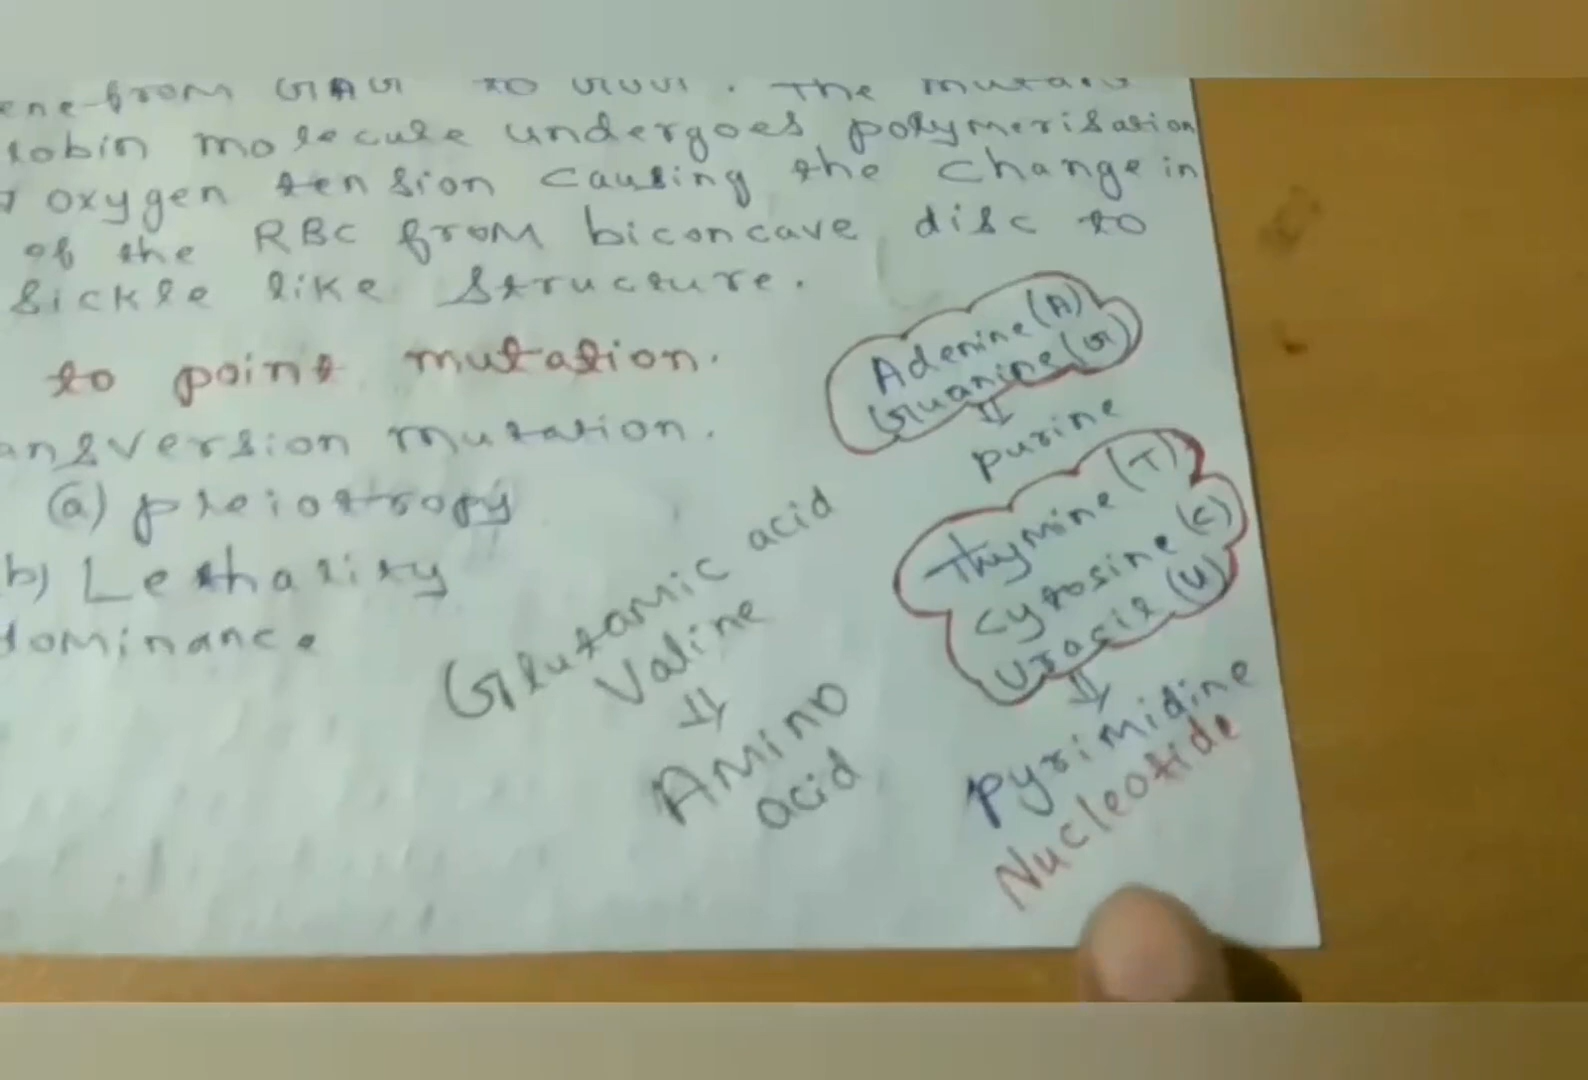 ene from GAG to GUG. The mutant
lobin molecule undergoes polymerisation
oxygen tension causing the change in
of the RBC from biconcave disc to
sickle like structure.
to point mutation.
ansversion mutation.
(a) pleiotropy
b) Lethality
dominance
Glutamic acid
Valine
⇓
Amino
acid
Adenine (A)
Guanine (G)
⇓
purine
Thymine (T)
Cytosine (C)
Uracil (U)
⇓
pyrimidine
Nucleotide